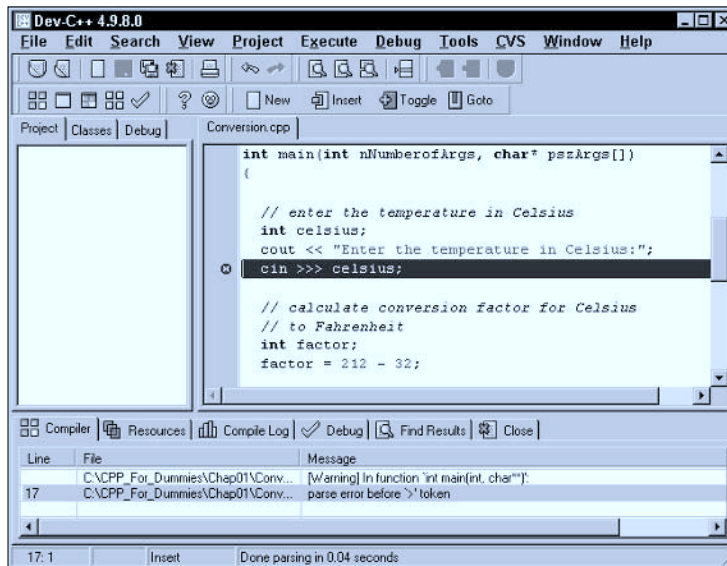 Dev-C++ 4.9.8.0
File Edit Search View Project Execute Debug Tools CVS Window Help
New Insert Toggle Goto
Project Classes Debug Conversion.cpp
int main(int nNumberofArgs, char* pszArgs[])
{
// enter the temperature in Celsius
int celsius;
cout << "Enter the temperature in Celsius:";
cin >>> celsius;
// calculate conversion factor for Celsius
// to Fahrenheit
int factor;
factor = 212 - 32;
Compiler Resources Compile Log Debug Find Results Close
Line File Message
C:\CPP_For_Dummies\Chap01\Conv... [Warning] In function `int main(int, char**)':
17 C:\CPP_For_Dummies\Chap01\Conv... parse error before `>' token
17: 1 Insert Done parsing in 0.04 seconds